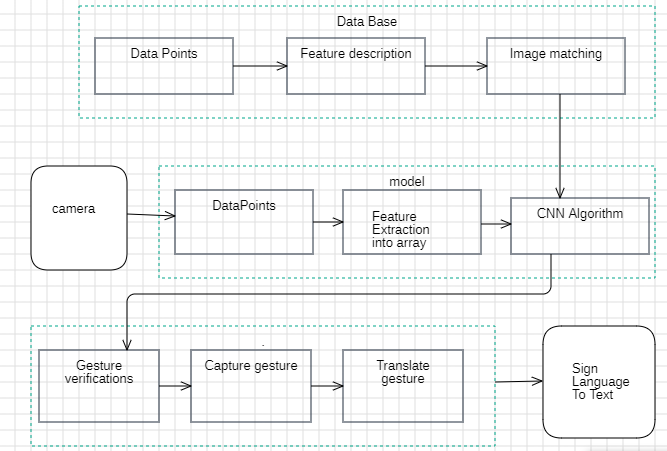 Data Base
Data Points
Feature description
Image matching
model
camera
DataPoints
Feature
Extraction
into array
CNN Algorithm
.
Gesture
verifications
Capture gesture
Translate
gesture
Sign
Language
To Text